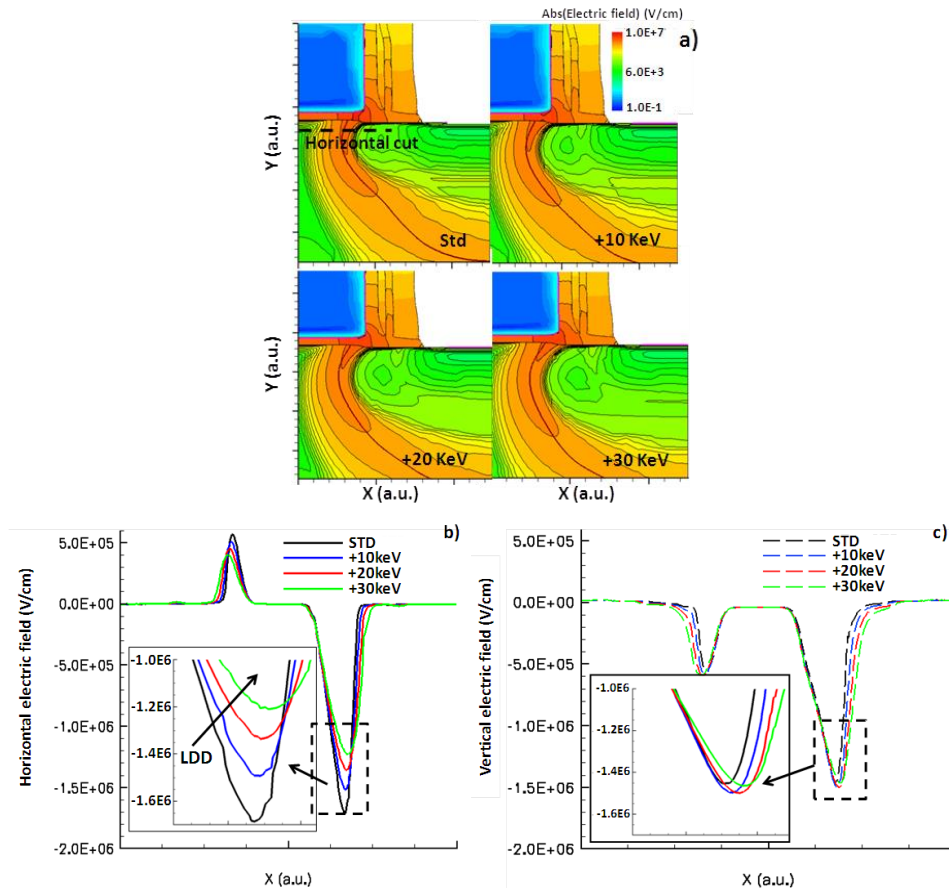 Abs(Electric field) (V/cm)
a)
1.0E+7
6.0E+3
1.0E-1
Y (a.u.)
Horizontal cut
Std
+10 KeV
Y (a.u.)
+20 KeV
+30 KeV
X (a.u.)
X (a.u.)
b)
5.0E+05
0.0E+00
-5.0E+05
-1.0E+06
-1.5E+06
-2.0E+06
Horizontal electric field (V/cm)
STD
+10keV
+20keV
+30keV
-1.0E6
-1.2E6
-1.4E6
-1.6E6
LDD
X (a.u.)
c)
5.0E+05
0.0E+00
-5.0E+05
-1.0E+06
-1.5E+06
-2.0E+06
Vertical electric field (V/cm)
STD
+10keV
+20keV
+30keV
-1.0E6
-1.2E6
-1.4E6
-1.6E6
X (a.u.)